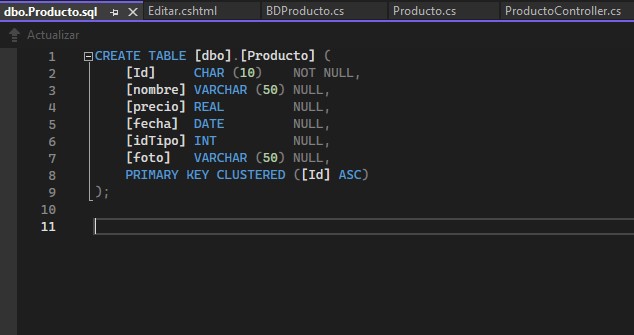 dbo.Producto.sql Editar.cshtml BDProducto.cs Producto.cs ProductoController.cs
Actualizar
1 CREATE TABLE [dbo].[Producto] (
2 [Id] CHAR (10) NOT NULL,
3 [nombre] VARCHAR (50) NULL,
4 [precio] REAL NULL,
5 [fecha] DATE NULL,
6 [idTipo] INT NULL,
7 [foto] VARCHAR (50) NULL,
8 PRIMARY KEY CLUSTERED ([Id] ASC)
9 );
10
11